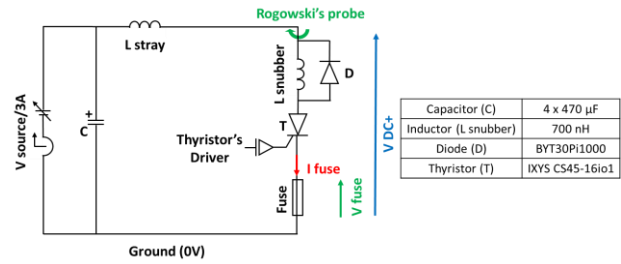 Rogowski's probe
L stray
L snubber
D
V source/3A
+
C
T
Thyristor's
Driver
I fuse
Fuse
V fuse
V DC+
Ground (0V)
Capacitor (C) 4 x 470 µF
Inductor (L snubber) 700 nH
Diode (D) BYT30Pi1000
Thyristor (T) IXYS CS45-16io1